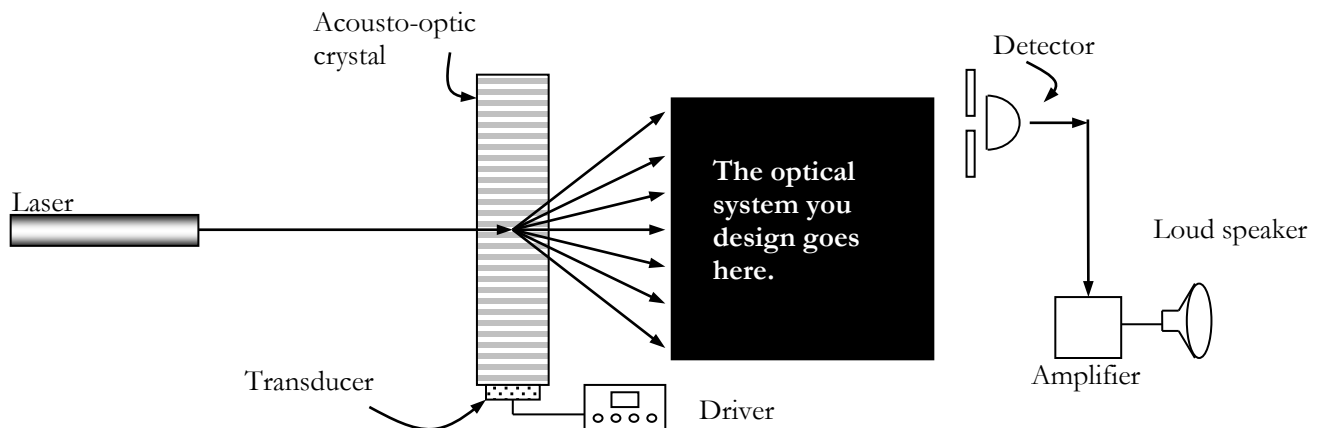 Acousto-optic
crystal
Detector
Laser
The optical
system you
design goes
here.
Loud speaker
Transducer
Driver
Amplifier